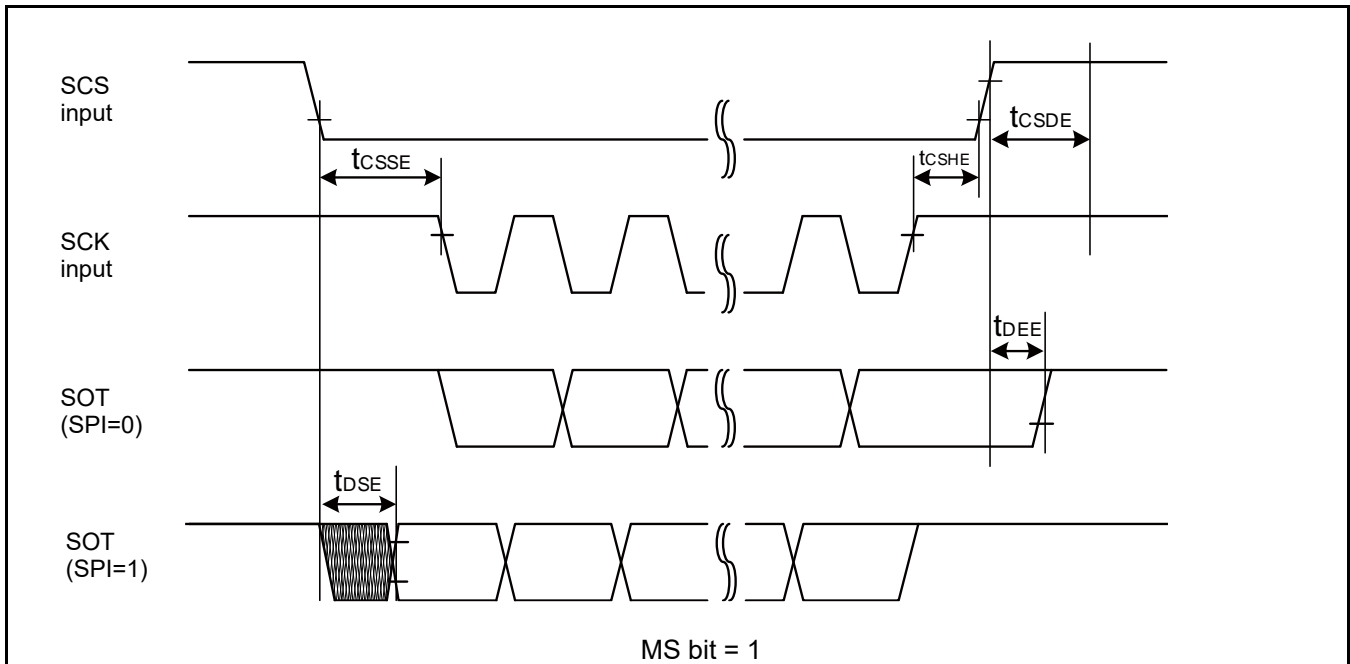 SCS
input
tCSDE
tCSSE
tCSHE
SCK
input
tDEE
SOT
(SPI=0)
tDSE
SOT
(SPI=1)
MS bit = 1